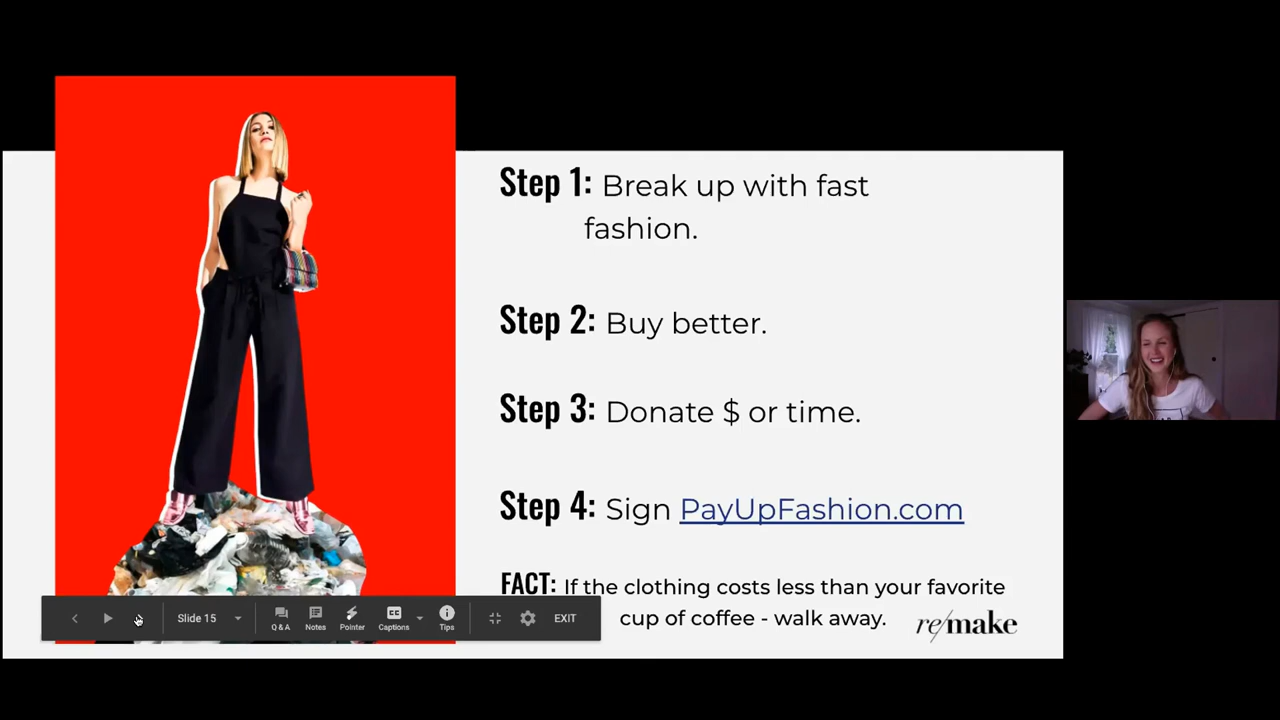 Step 1: Break up with fast
fashion.
Step 2: Buy better.
Step 3: Donate $ or time.
Step 4: Sign PayUpFashion.com
FACT: If the clothing costs less than your favorite
cup of coffee - walk away.
re/make
Slide 15
Q & A
Notes
Pointer
Captions
Tips
EXIT